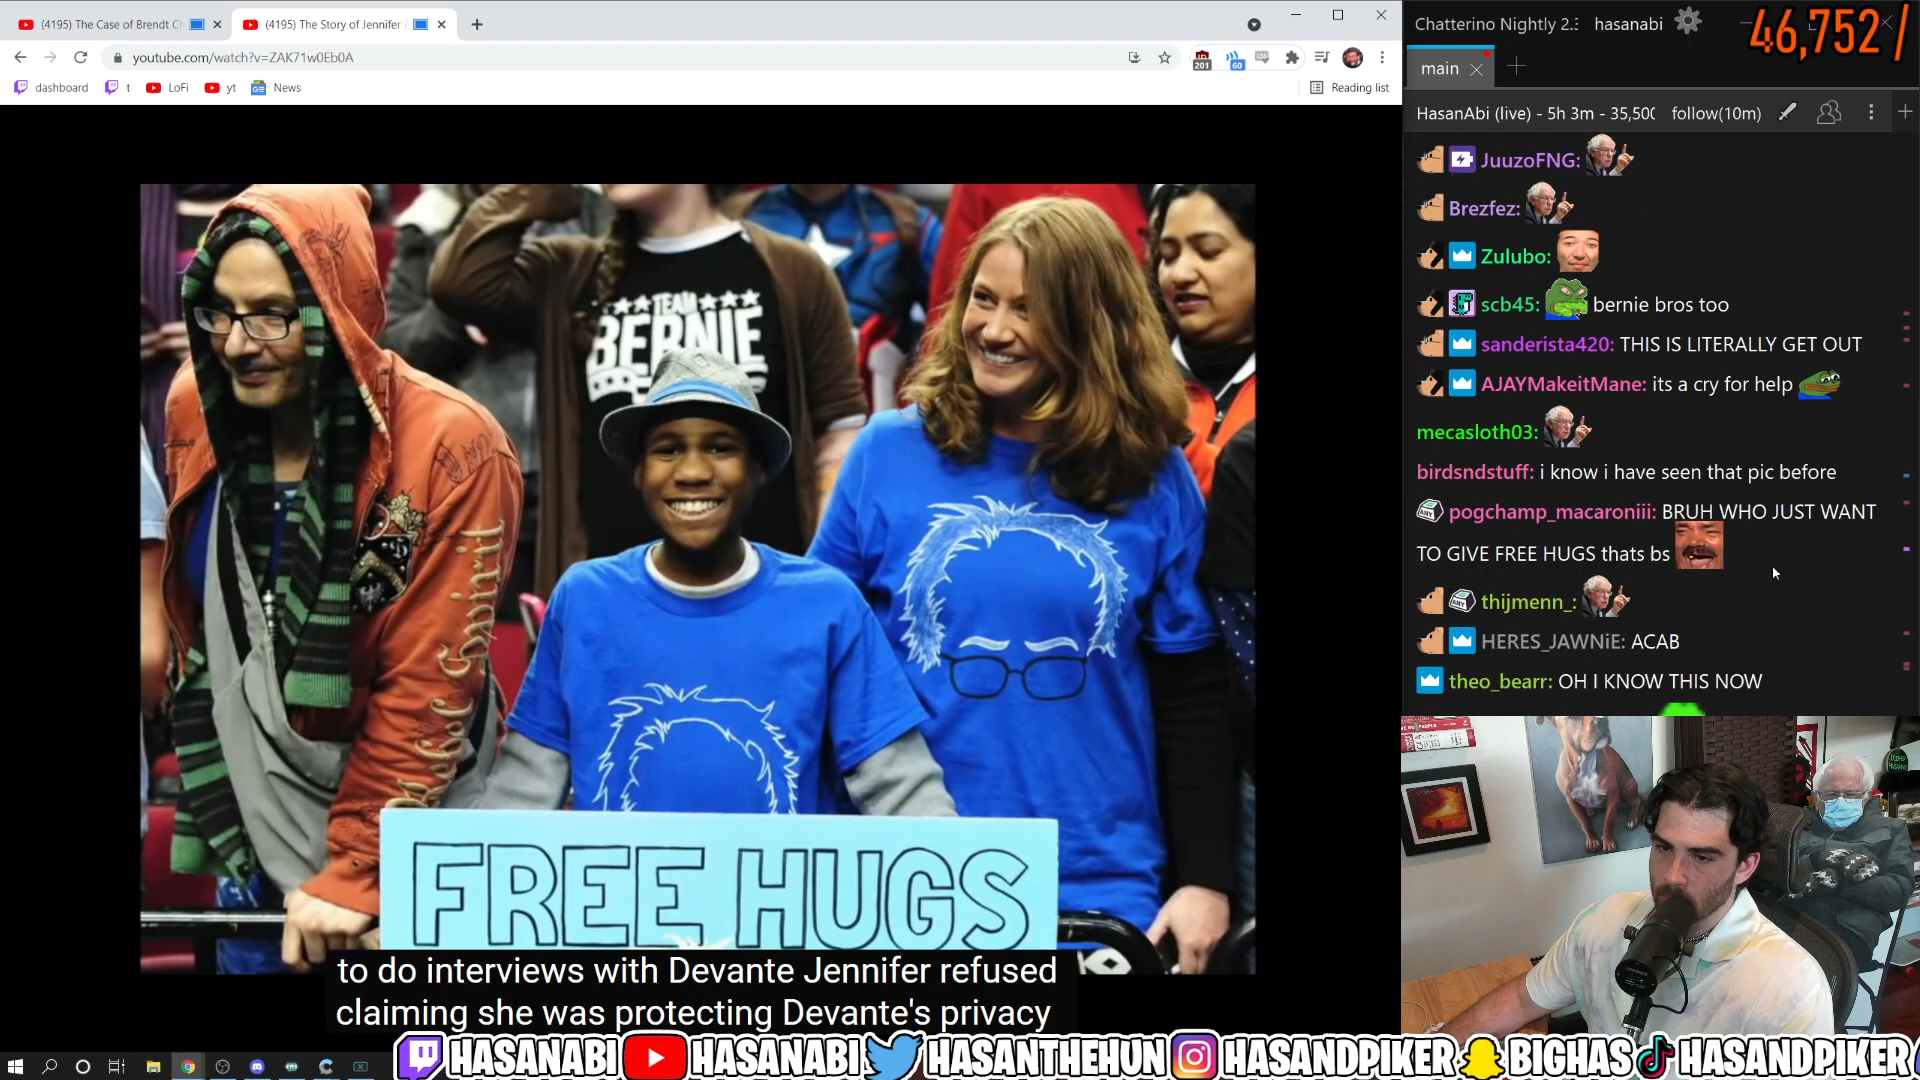 (4195) The Case of Brendt C
(4195) The Story of Jennifer
youtube.com/watch?v=ZAK71w0Eb0A
201
60
dashboard
t
LoFi
yt
News
Reading list
TEAM
BERNIE
FREE HUGS
to do interviews with Devante Jennifer refused
claiming she was protecting Devante's privacy
Chatterino Nightly 2.
hasanabi
46,752 /
main
HasanAbi (live) - 5h 3m - 35,500
follow(10m)
JuuzoFNG:
Brezfez:
Zulubo:
scb45: bernie bros too
sanderista420: THIS IS LITERALLY GET OUT
AJAYMakeitMane: its a cry for help
mecasloth03:
birdsndstuff: i know i have seen that pic before
pogchamp_macaroniii: BRUH WHO JUST WANT
TO GIVE FREE HUGS thats bs
thijmenn_:
HERES_JAWNiE: ACAB
theo_bearr: OH I KNOW THIS NOW
HASANABI
HASANABI
HASANTHEHUN
HASANDPIKER
BIGHAS
HASANDPIKER